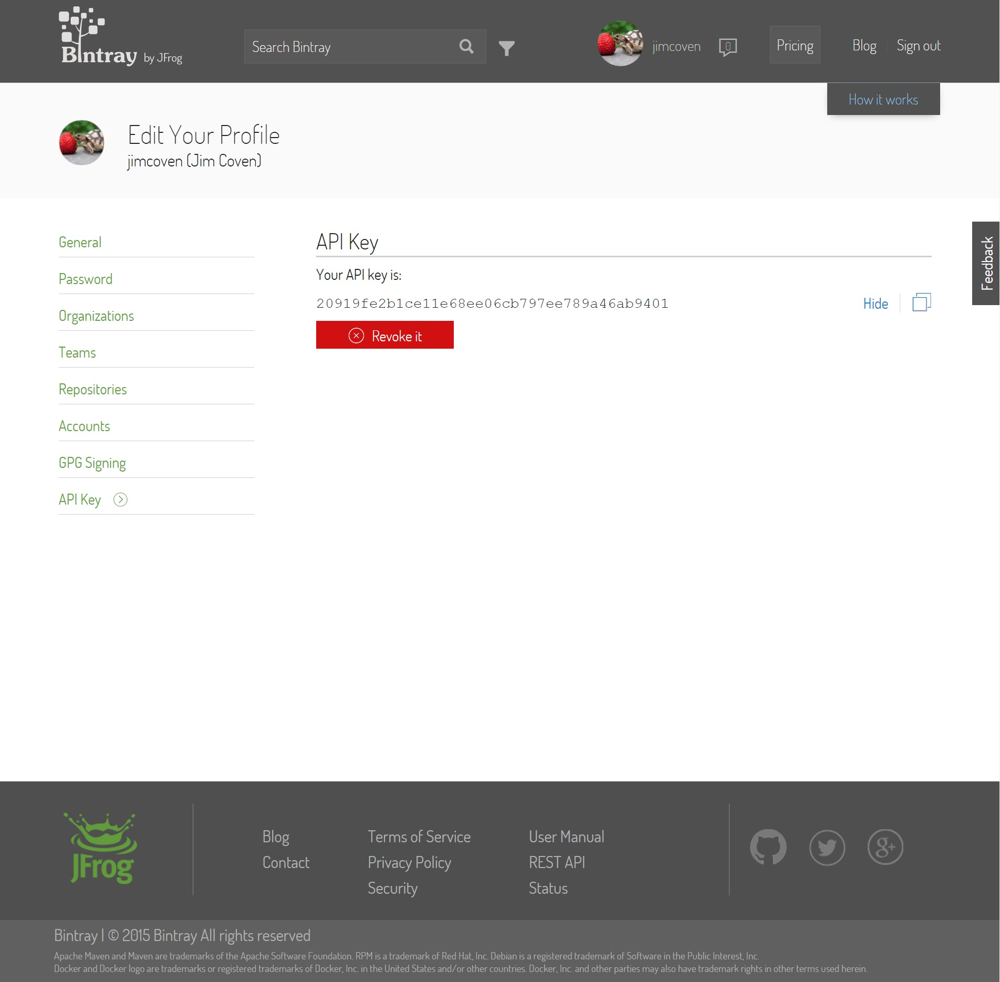 Bintray by JFrog
Search Bintray
jimcoven
0
Pricing
Blog
Sign out
How it works
Edit Your Profile
jimcoven (Jim Coven)
General
Password
Organizations
Teams
Repositories
Accounts
GPG Signing
API Key
API Key
Your API key is:
20919fe2b1ce11e68ee06cb797ee789a46ab9401
Hide
Revoke it
Feedback
JFrog
Blog
Contact
Terms of Service
Privacy Policy
Security
User Manual
REST API
Status
g+
Bintray | © 2015 Bintray All rights reserved
Apache Maven and Maven are trademarks of the Apache Software Foundation. RPM is a trademark of Red Hat, Inc. Debian is a registered trademark of Software in the Public Interest, Inc.
Docker and Docker logo are trademarks or registered trademarks of Docker, Inc. in the United States and/or other countries. Docker, Inc. and other parties may also have trademark rights in other terms used herein.